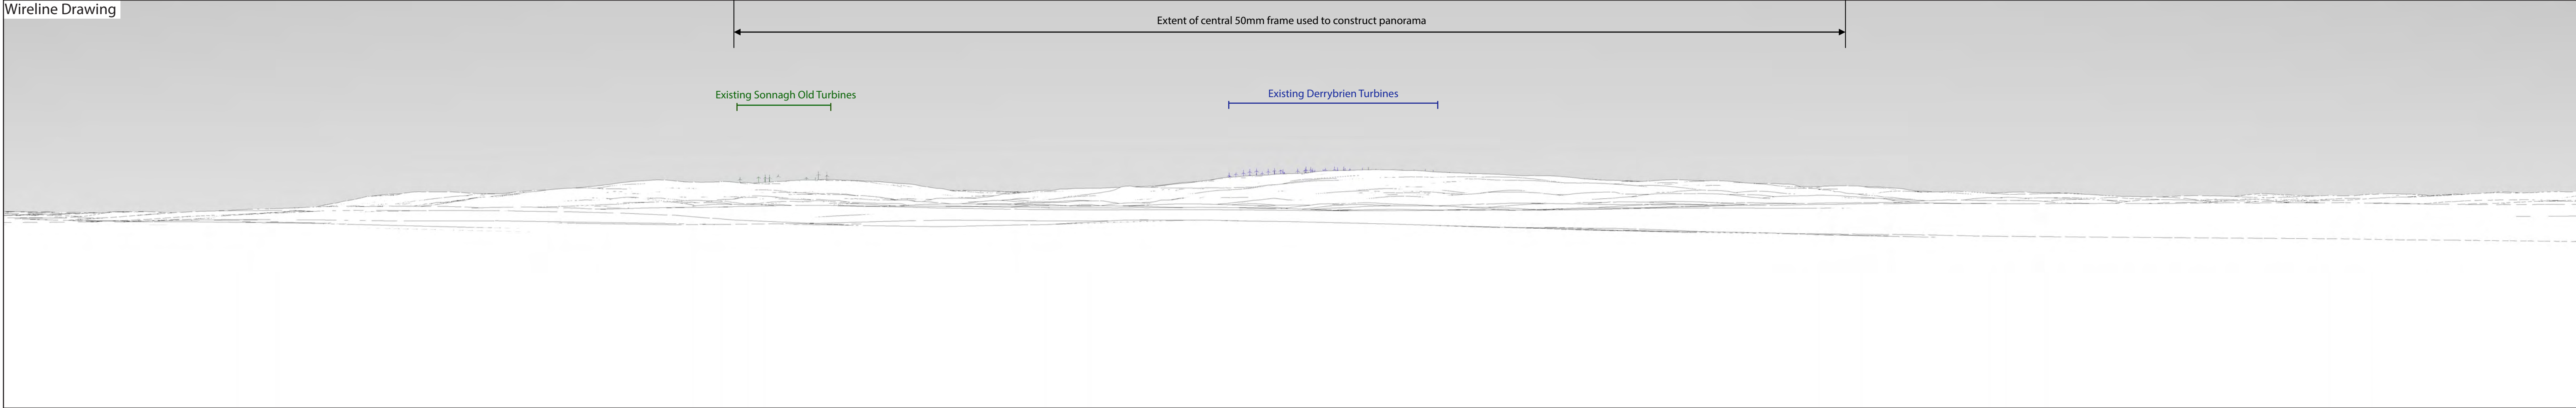 Wireline Drawing
Extent of central 50mm frame used to construct panorama
Existing Sonnagh Old Turbines
Existing Derrybrien Turbines